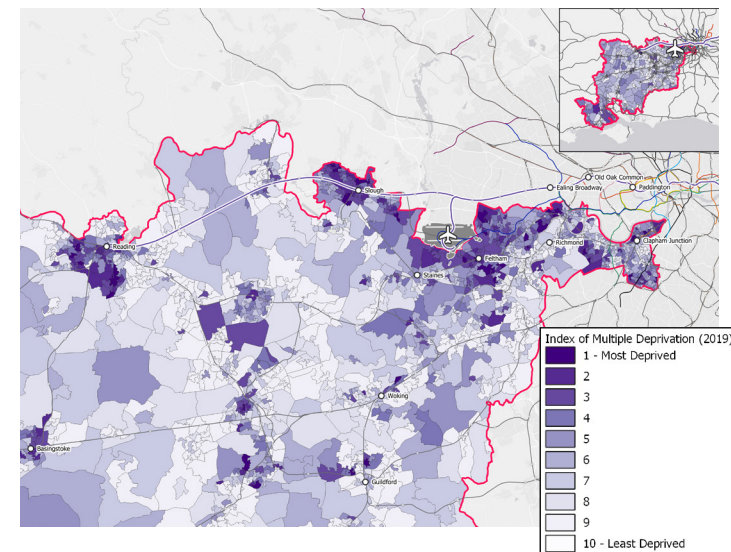 Old Oak Common
Ealing Broadway
Paddington
Slough
Reading
Richmond
Clapham Junction
Feltham
Staines
Woking
Basingstoke
Guildford
Index of Multiple Deprivation (2019)
1 - Most Deprived
2
3
4
5
6
7
8
9
10 - Least Deprived